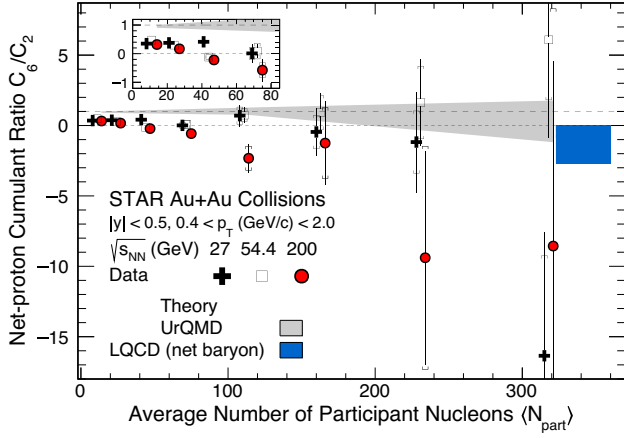 1
0
−1
0 20 40 60 80
5
0
−5
−10
−15
Net-proton Cumulant Ratio C6/C2
STAR Au+Au Collisions
|y| < 0.5, 0.4 < pT (GeV/c) < 2.0
√sNN (GeV) 27 54.4 200
Data
Theory
UrQMD
LQCD (net baryon)
0 100 200 300
Average Number of Participant Nucleons ⟨Npart⟩